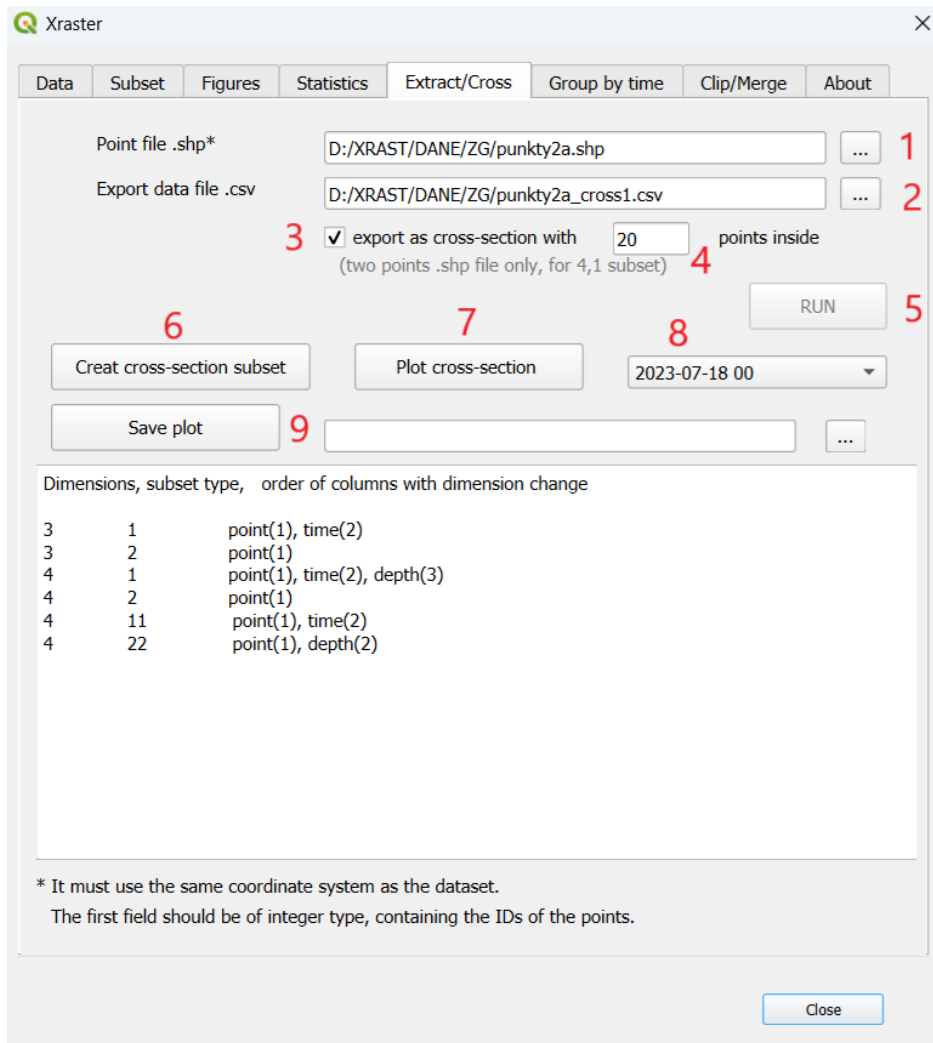 Xraster
Data Subset Figures Statistics Extract/Cross Group by time Clip/Merge About
Point file .shp* D:/XRAST/DANE/ZG/punkty2a.shp ... 1
Export data file .csv D:/XRAST/DANE/ZG/punkty2a_cross1.csv ... 2
3 export as cross-section with 20 points inside
(two points .shp file only, for 4,1 subset) 4
RUN 5
6 7 8
Creat cross-section subset Plot cross-section 2023-07-18 00
Save plot 9 ...
Dimensions, subset type, order of columns with dimension change
3 1 point(1), time(2)
3 2 point(1)
4 1 point(1), time(2), depth(3)
4 2 point(1)
4 11 point(1), time(2)
4 22 point(1), depth(2)
* It must use the same coordinate system as the dataset.
The first field should be of integer type, containing the IDs of the points.
Close